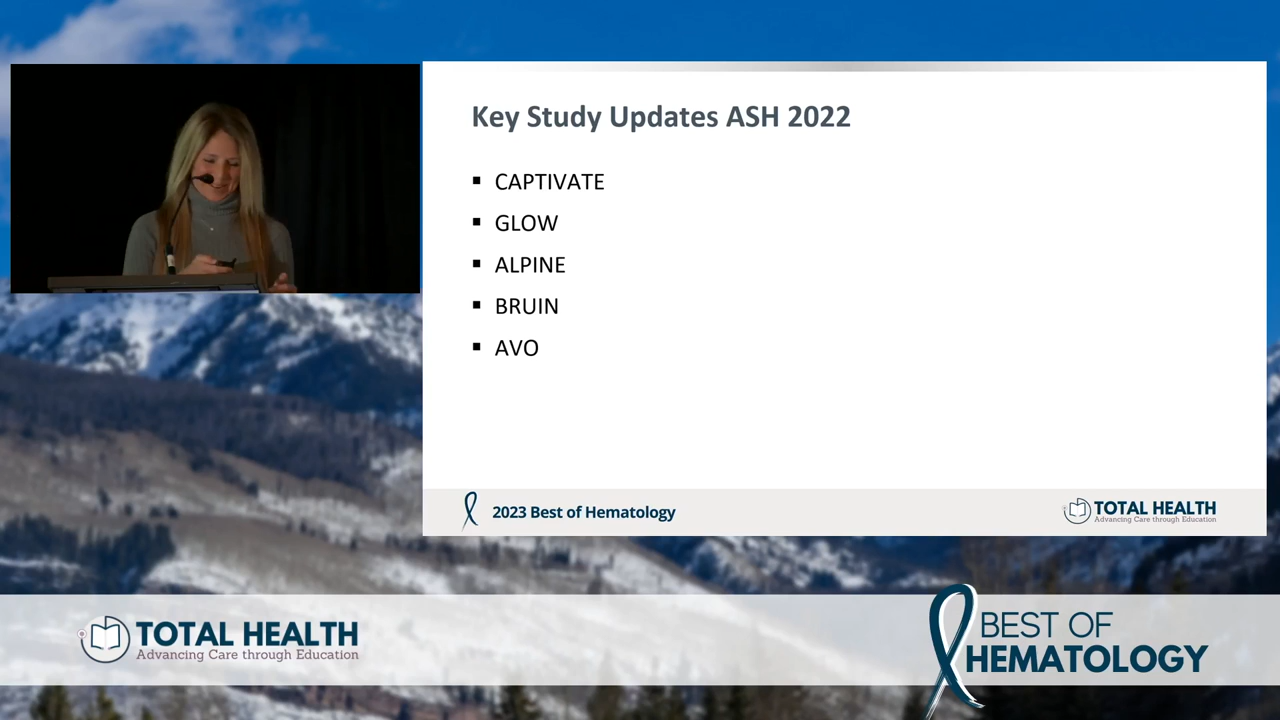 Key Study Updates ASH 2022
▪ CAPTIVATE
▪ GLOW
▪ ALPINE
▪ BRUIN
▪ AVO
2023 Best of Hematology
TOTAL HEALTH
Advancing Care through Education
TOTAL HEALTH
Advancing Care through Education
BEST OF
HEMATOLOGY